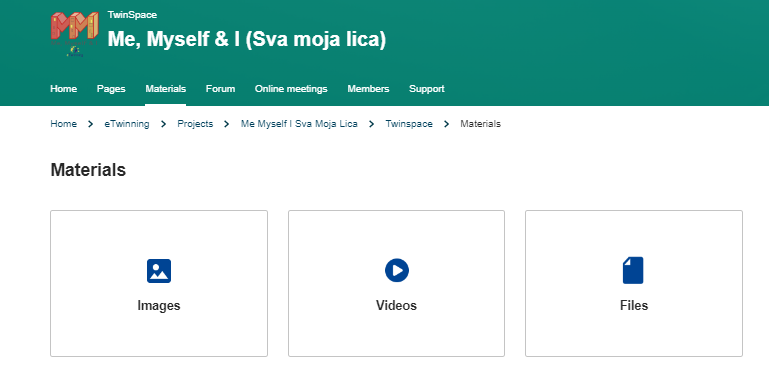 TwinSpace
Me, Myself & I (Sva moja lica)
Home Pages Materials Forum Online meetings Members Support
Home > eTwinning > Projects > Me Myself I Sva Moja Lica > Twinspace > Materials
Materials
Images Videos Files